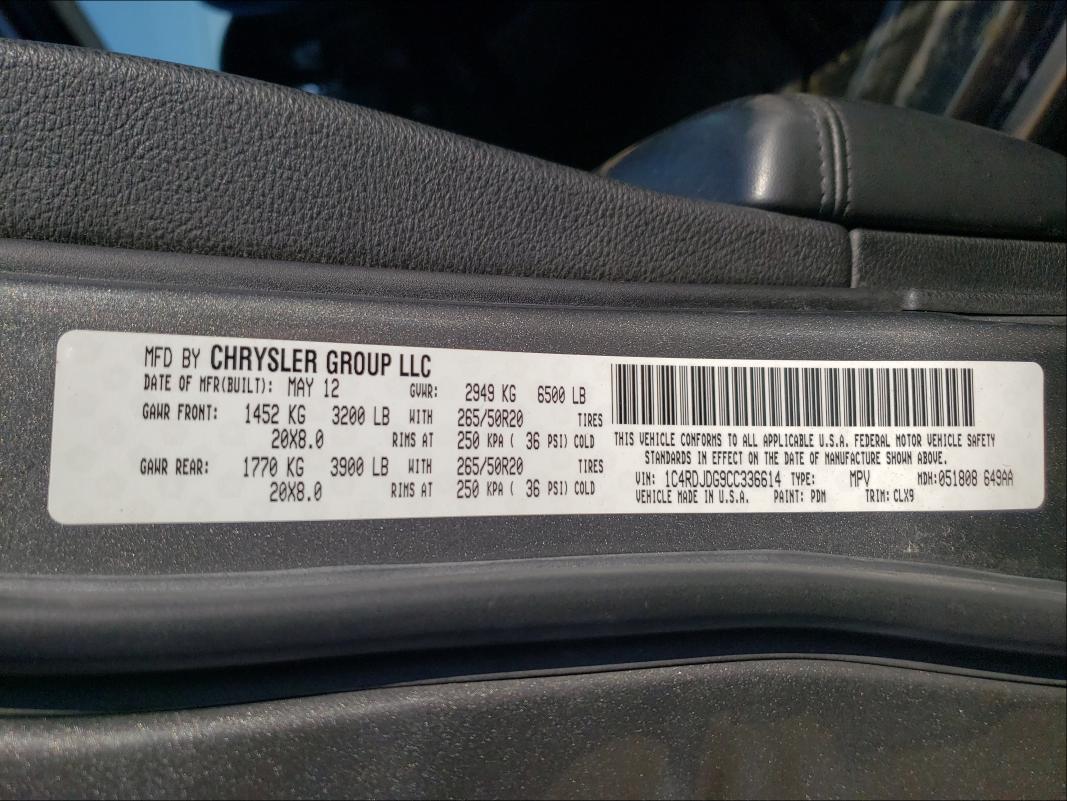 MFD BY CHRYSLER GROUP LLC
DATE OF MFR(BUILT): MAY 12 GVWR: 2949 KG 6500 LB
GAWR FRONT: 1452 KG 3200 LB WITH 265/50R20 TIRES
20X8.0 RIMS AT 250 KPA ( 36 PSI) COLD
GAWR REAR: 1770 KG 3900 LB WITH 265/50R20 TIRES
20X8.0 RIMS AT 250 KPA ( 36 PSI) COLD
THIS VEHICLE CONFORMS TO ALL APPLICABLE U.S.A. FEDERAL MOTOR VEHICLE SAFETY
STANDARDS IN EFFECT ON THE DATE OF MANUFACTURE SHOWN ABOVE.
VIN: 1C4RDJDG9CC336614 TYPE: MPV MDH: 051808 649AA
VEHICLE MADE IN U.S.A. PAINT: PDM TRIM: CLX9